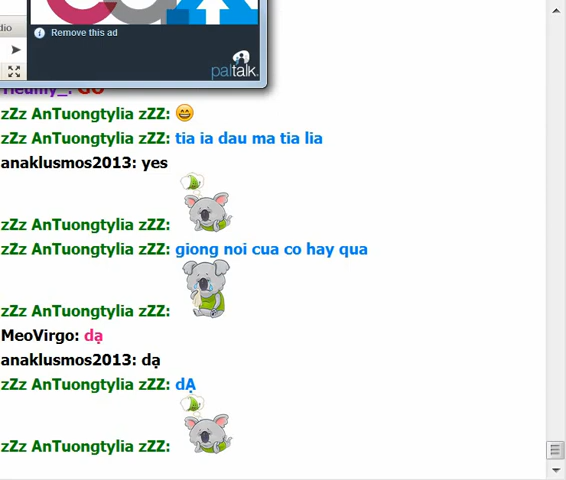 dio
Remove this ad
paltalk
GO
zZz AnTuongtylia zZZ:
zZz AnTuongtylia zZZ: tia ia dau ma tia lia
anaklusmos2013: yes
zZz AnTuongtylia zZZ:
zZz AnTuongtylia zZZ: giong noi cua co hay qua
zZz AnTuongtylia zZZ:
MeoVirgo: dạ
anaklusmos2013: dạ
zZz AnTuongtylia zZZ: dẠ
zZz AnTuongtylia zZZ: